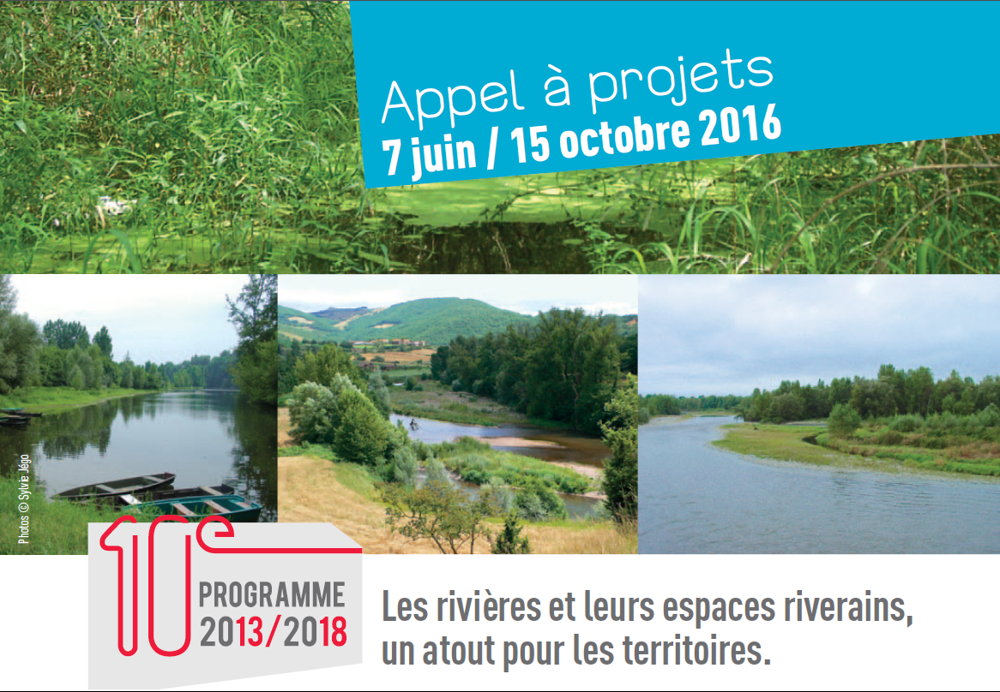 Appel à projets
7 juin / 15 octobre 2016
Photos © Sylvie Jégo
10e
PROGRAMME
2013/2018
Les rivières et leurs espaces riverains,
un atout pour les territoires.